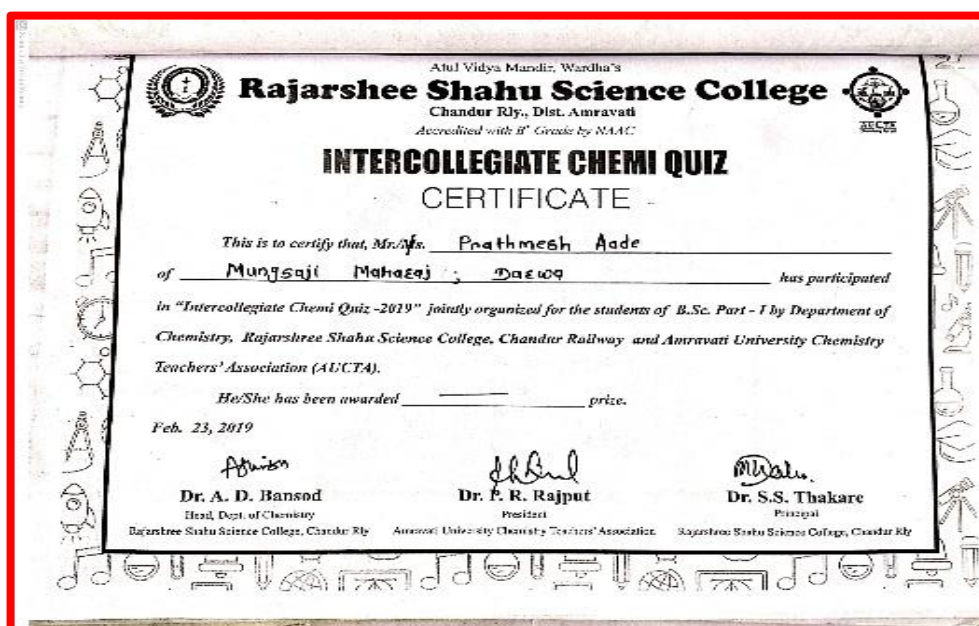 Atul Vidya Mandir, Wardha's
Rajarshee Shahu Science College
Chandur Rly., Dist. Amravati
Accredited with B+ Grade by NAAC
AUCTA
INTERCOLLEGIATE CHEMI QUIZ
CERTIFICATE
This is to certify that, Mr./Ms. Prathmesh Aade
of Mungsaji Maharaj ; Darwa has participated
in "Intercollegiate Chemi Quiz -2019" jointly organized for the students of B.Sc. Part - I by Department of
Chemistry, Rajarshree Shahu Science College, Chandur Railway and Amravati University Chemistry
Teachers' Association (AUCTA).
He/She has been awarded prize.
Feb. 23, 2019
Dr. A. D. Bansod Dr. P. R. Rajput Dr. S.S. Thakare
Head, Dept. of Chemistry President Principal
Rajarshree Shahu Science College, Chandur Rly Amravati University Chemistry Teachers' Association. Rajarshree Shahu Science College, Chandur Rly